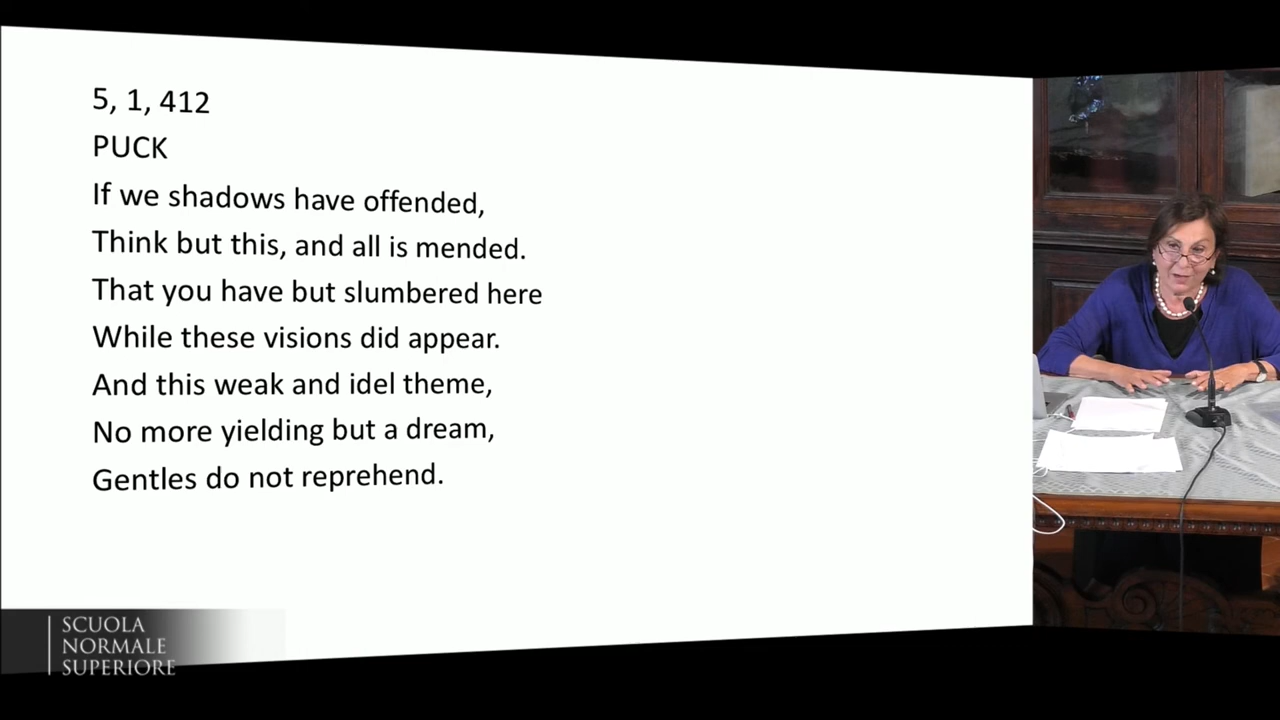 5, 1, 412
PUCK
If we shadows have offended,
Think but this, and all is mended.
That you have but slumbered here
While these visions did appear.
And this weak and idel theme,
No more yielding but a dream,
Gentles do not reprehend.
SCUOLA
NORMALE
SUPERIORE